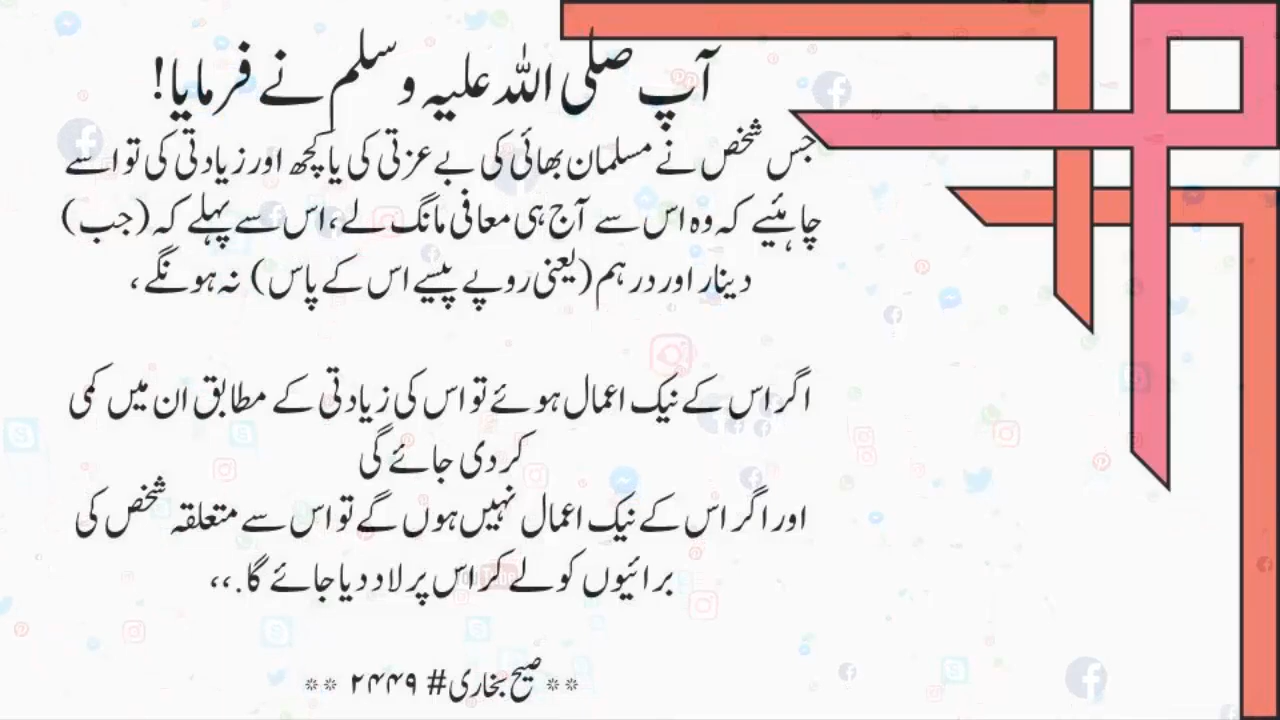 آپ صلی اللہ علیہ وسلم نے فرمایا!
جس شخص نے مسلمان بھائی کی بے عزتی کی یا کچھ اور زیادتی کی تو اسے
چاہئیے کہ وہ اس سے آج ہی معافی مانگ لے، اس سے پہلے کہ (جب)
دینار اور درہم (یعنی روپے پیسے اس کے پاس) نہ ہونگے،
اگر اس کے نیک اعمال ہوئے تو اس کی زیادتی کے مطابق ان میں کمی
کر دی جائے گی
اور اگر اس کے نیک اعمال نہیں ہوں گے تو اس سے متعلقہ شخص کی
برائیوں کو لے کر اس پر لاد دیا جائے گا.،،
** صیح بخاری# ۲۴۴۹ **